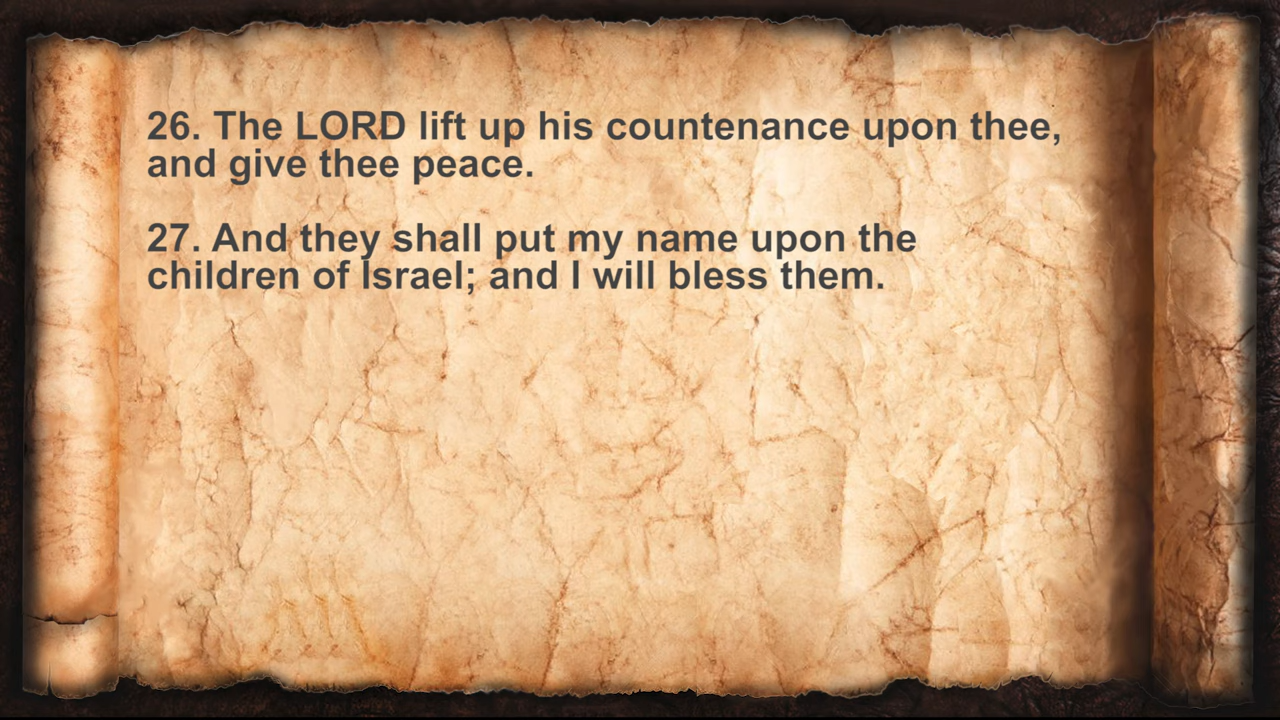 26. The LORD lift up his countenance upon thee,
and give thee peace.
27. And they shall put my name upon the
children of Israel; and I will bless them.